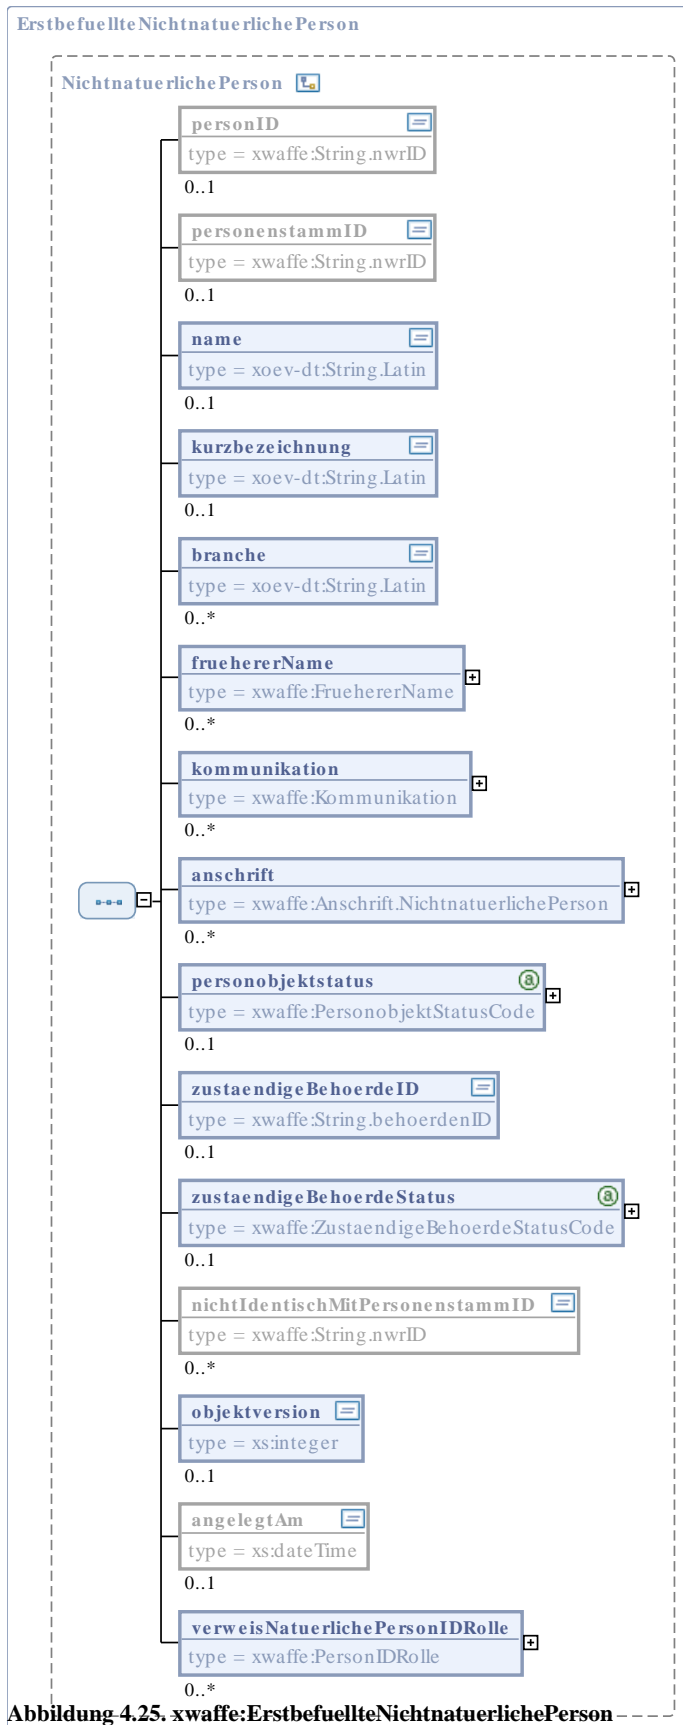 ErstbefuellteNichtnatuerlichePerson
NichtnatuerlichePerson
personID
type = xwaffe:String.nwrID
0..1
personenstammID
type = xwaffe:String.nwrID
0..1
name
type = xoev-dt:String.Latin
0..1
kurzbezeichnung
type = xoev-dt:String.Latin
0..1
branche
type = xoev-dt:String.Latin
0..*
fruehererName
type = xwaffe:FruehererName
0..*
kommunikation
type = xwaffe:Kommunikation
0..*
anschrift
type = xwaffe:Anschrift.NichtnatuerlichePerson
0..*
personobjektstatus
type = xwaffe:PersonobjektStatusCode
0..1
zustaendigeBehoerdeID
type = xwaffe:String.behoerdenID
0..1
zustaendigeBehoerdeStatus
type = xwaffe:ZustaendigeBehoerdeStatusCode
0..1
nichtIdentischMitPersonenstammID
type = xwaffe:String.nwrID
0..*
objektversion
type = xs:integer
0..1
angelegtAm
type = xs:dateTime
0..1
verweisNatuerlichePersonIDRolle
type = xwaffe:PersonIDRolle
0..*
Abbildung 4.25. xwaffe:ErstbefuellteNichtnatuerlichePerson